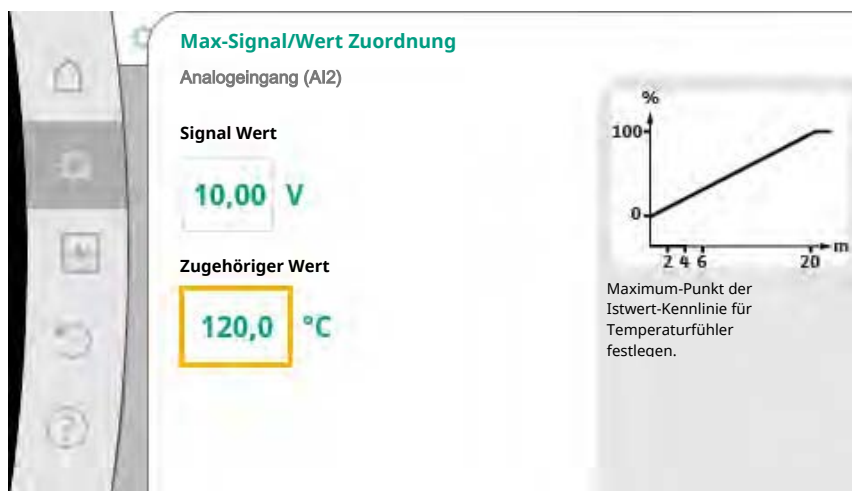 Max-Signal/Wert Zuordnung
Analogeingang (AI2)
Signal Wert
10,00 V
Zugehöriger Wert
120,0 °C
%
100
0
2 4 6 20
m
Maximum-Punkt der
Istwert-Kennlinie für
Temperaturfühler
festlegen.